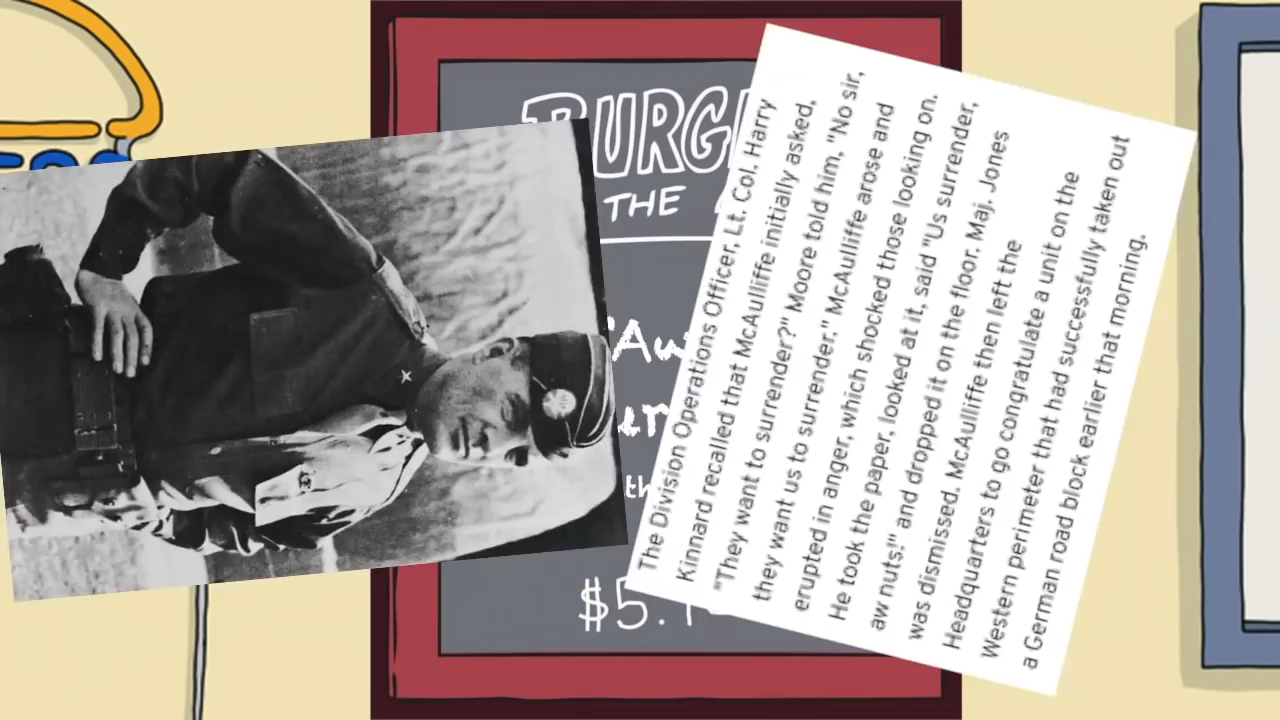 BURG
THE
"Aw
$5.
The Division Operations Officer, Lt. Col. Harry
Kinnard recalled that McAulliffe initially asked,
"They want to surrender?" Moore told him, "No sir,
they want us to surrender." McAulliffe arose and
erupted in anger, which shocked those looking on.
He took the paper, looked at it, said "Us surrender,
aw nuts!" and dropped it on the floor. Maj. Jones
was dismissed. McAulliffe then left the
Headquarters to go congratulate a unit on the
Western perimeter that had successfully taken out
a German road block earlier that morning.